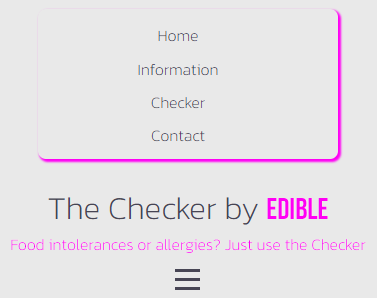 Home
Information
Checker
Contact
The Checker by EDIBLE
Food intolerances or allergies? Just use the Checker